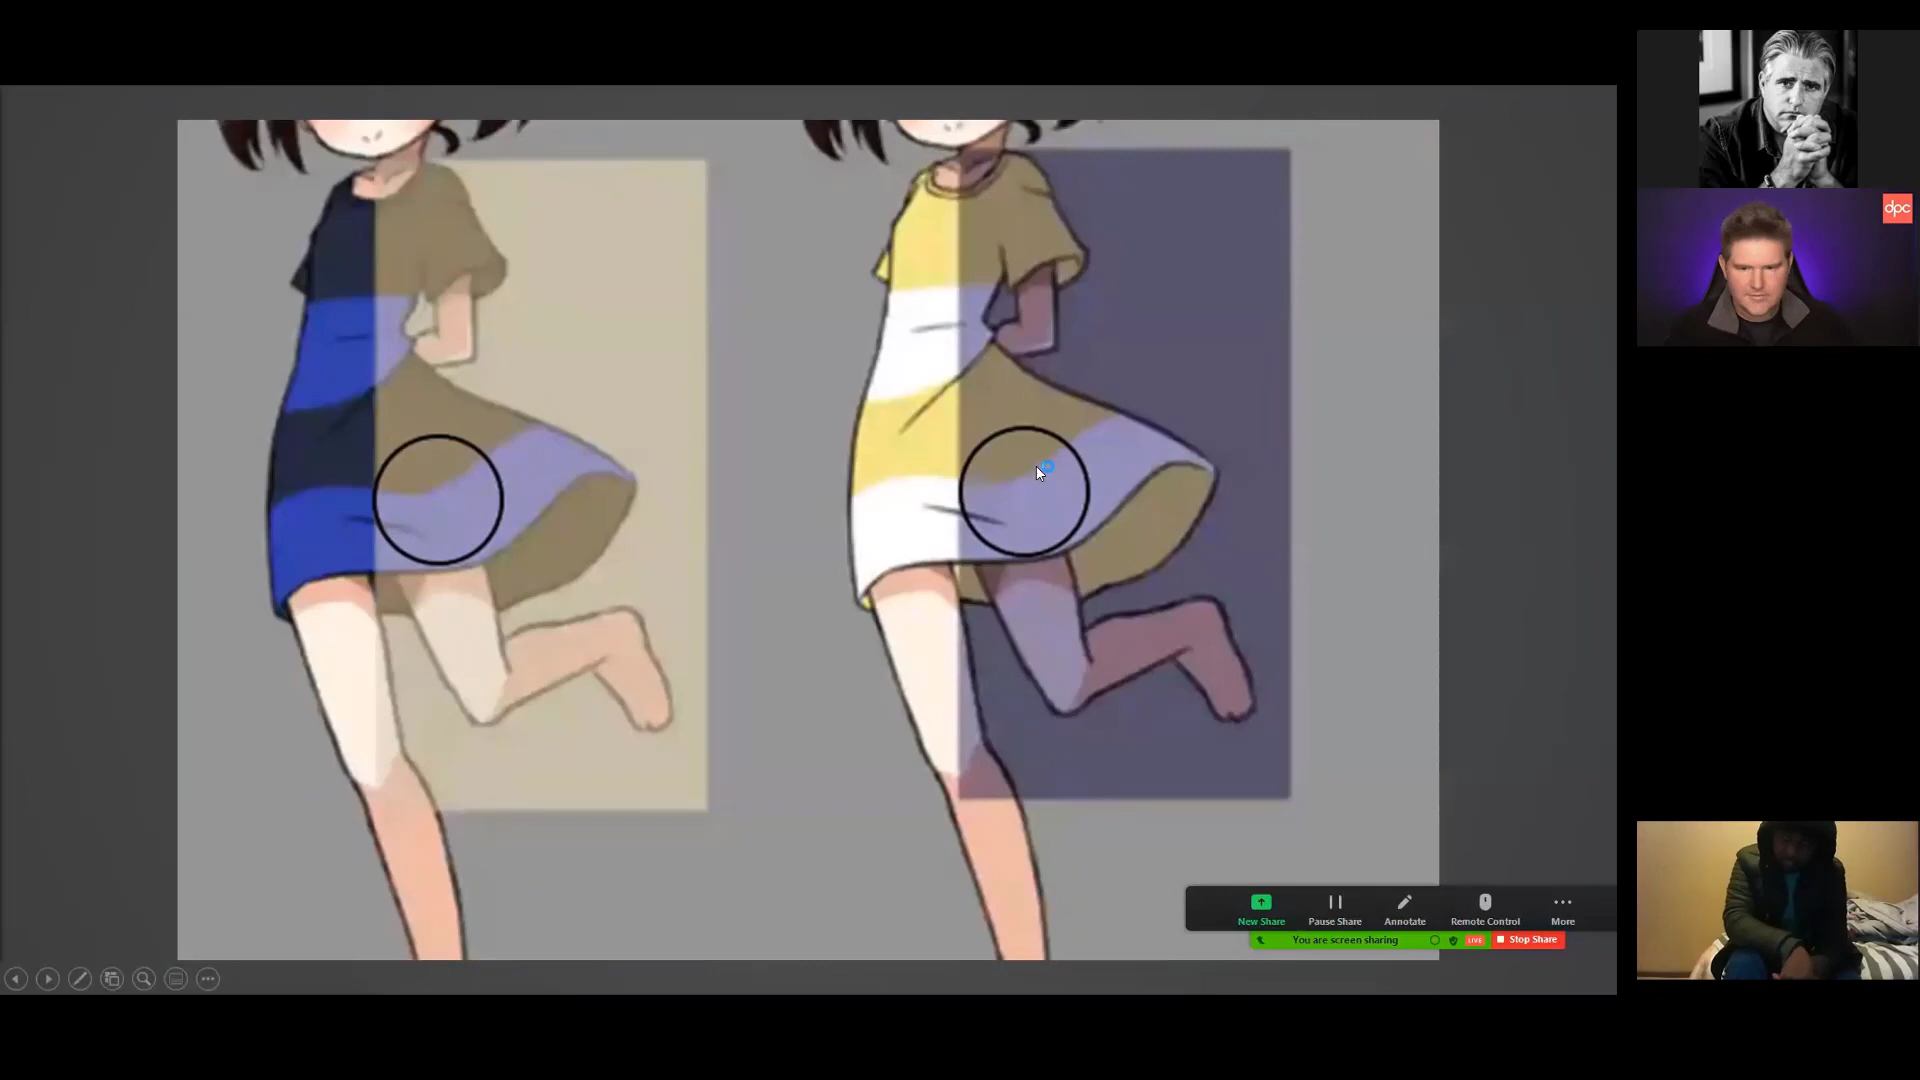 dpc
New Share Pause Share Annotate Remote Control More
You are screen sharing LIVE Stop Share